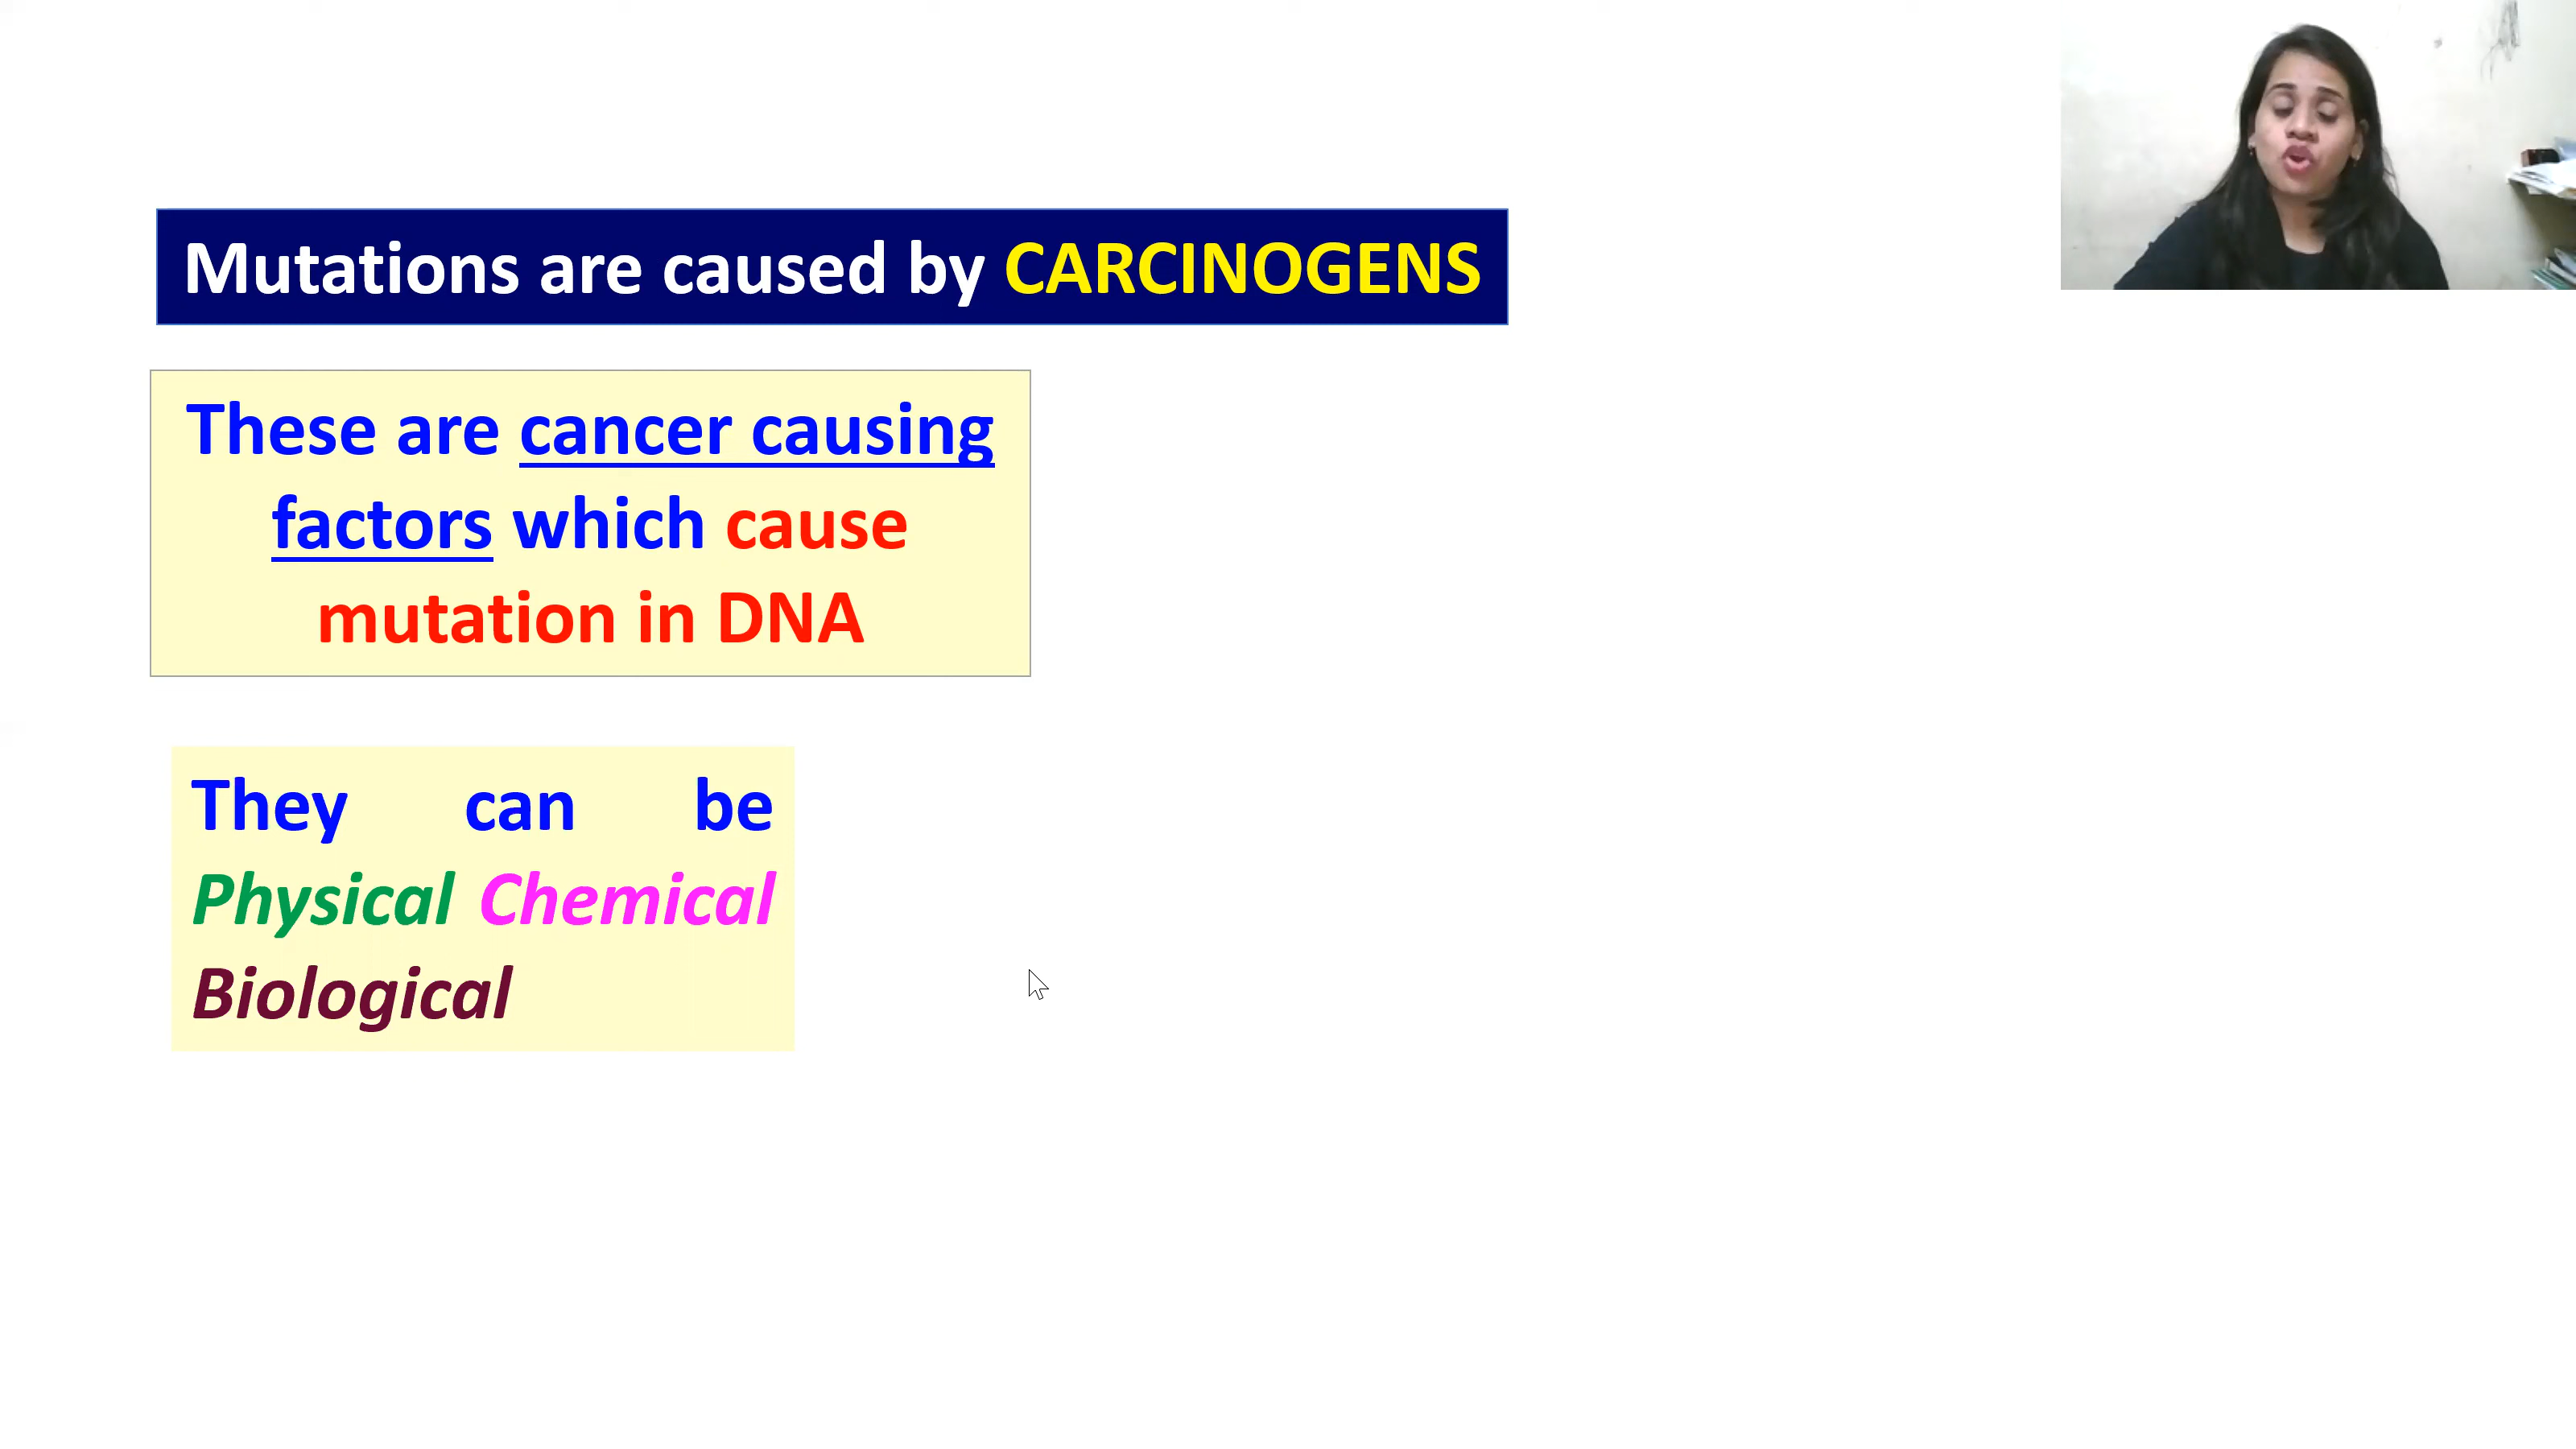 Mutations are caused by CARCINOGENS
These are cancer causing
factors which cause
mutation in DNA
They can be
Physical Chemical
Biological